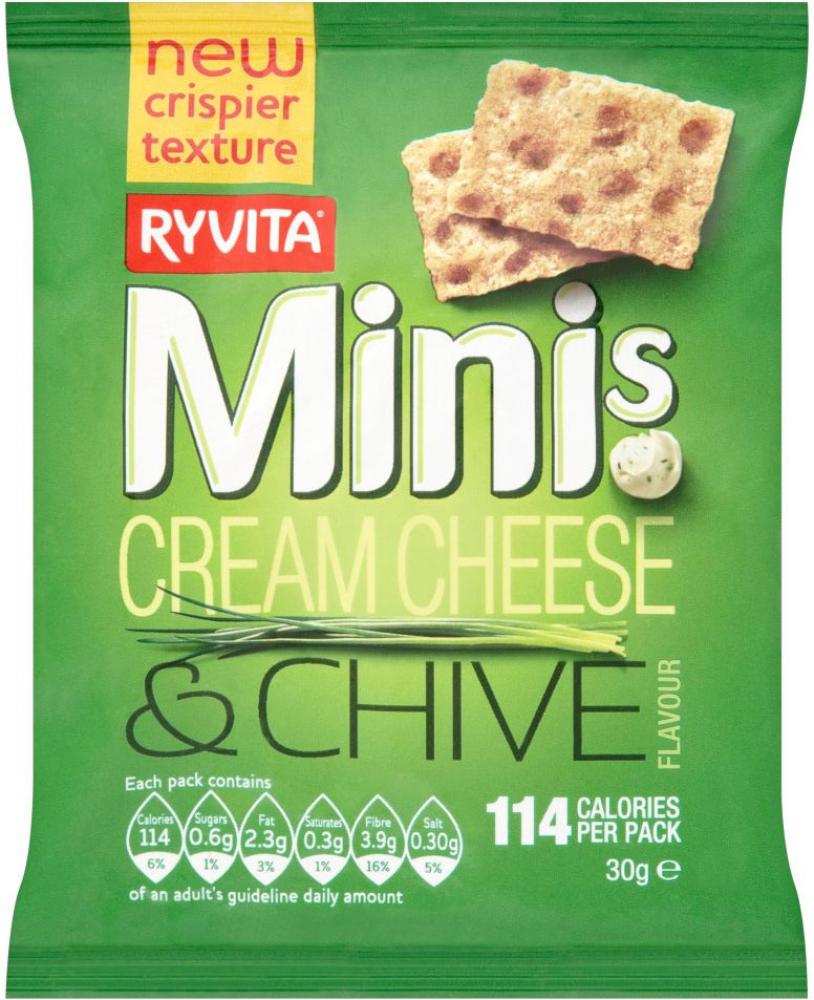 new
crispier
texture
RYVITA®
Minis
CREAM CHEESE
& CHIVE
FLAVOUR
Each pack contains
Calories Sugars Fat Saturates Fibre Salt
114 0.6g 2.3g 0.3g 3.9g 0.30g
6% 1% 3% 1% 16% 5%
of an adult's guideline daily amount
114 CALORIES
PER PACK
30g ℮